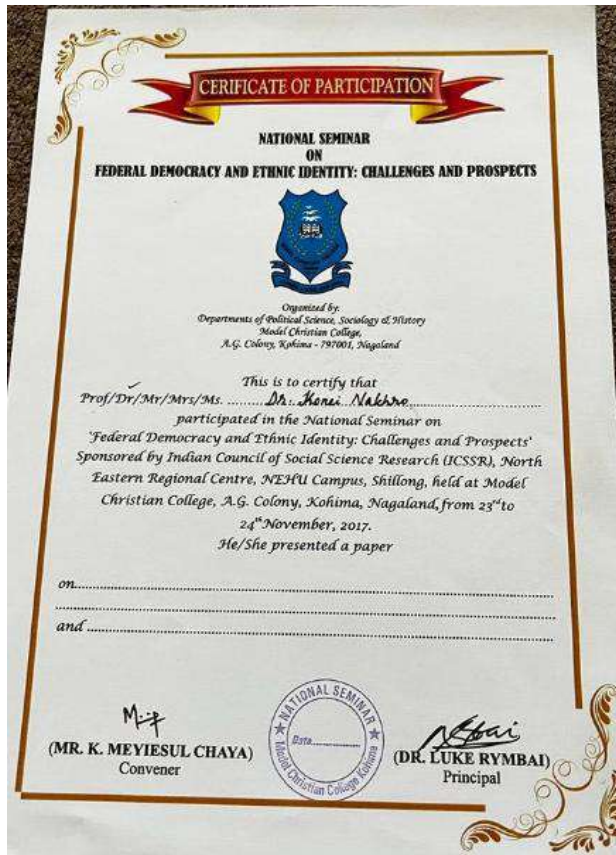 CERIFICATE OF PARTICIPATION
NATIONAL SEMINAR
ON
FEDERAL DEMOCRACY AND ETHNIC IDENTITY: CHALLENGES AND PROSPECTS
Organized by:
Departments of Political Science, Sociology & History
Model Christian College,
A.G. Colony, Kohima - 797001, Nagaland
This is to certify that
Prof/Dr/Mr/Mrs/Ms. ........ Dr. Konei Nakhro
participated in the National Seminar on
'Federal Democracy and Ethnic Identity: Challenges and Prospects'
Sponsored by Indian Council of Social Science Research (ICSSR), North
Eastern Regional Centre, NEHU Campus, Shillong, held at Model
Christian College, A.G. Colony, Kohima, Nagaland, from 23rd to
24th November, 2017.
He/She presented a paper
on
and
NATIONAL SEMINAR
Date
Model Christian College Kohima
(MR. K. MEYIESUL CHAYA)
Convener
(DR. LUKE RYMBAI)
Principal